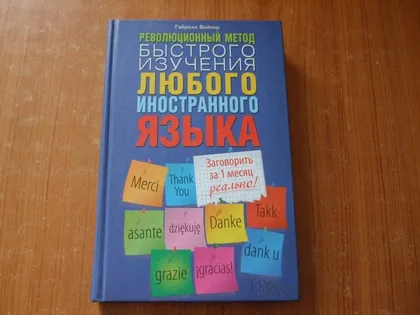 Габриэль Вайнер
РЕВОЛЮЦИОННЫЙ МЕТОД
БЫСТРОГО
ИЗУЧЕНИЯ
ЛЮБОГО
ИНОСТРАННОГО
ЯЗЫКА
Заговорить
за 1 месяц
реально!
Merci
Thank
You
Takk
asante
dziękuję
Danke
dank u
grazie
¡gracias!